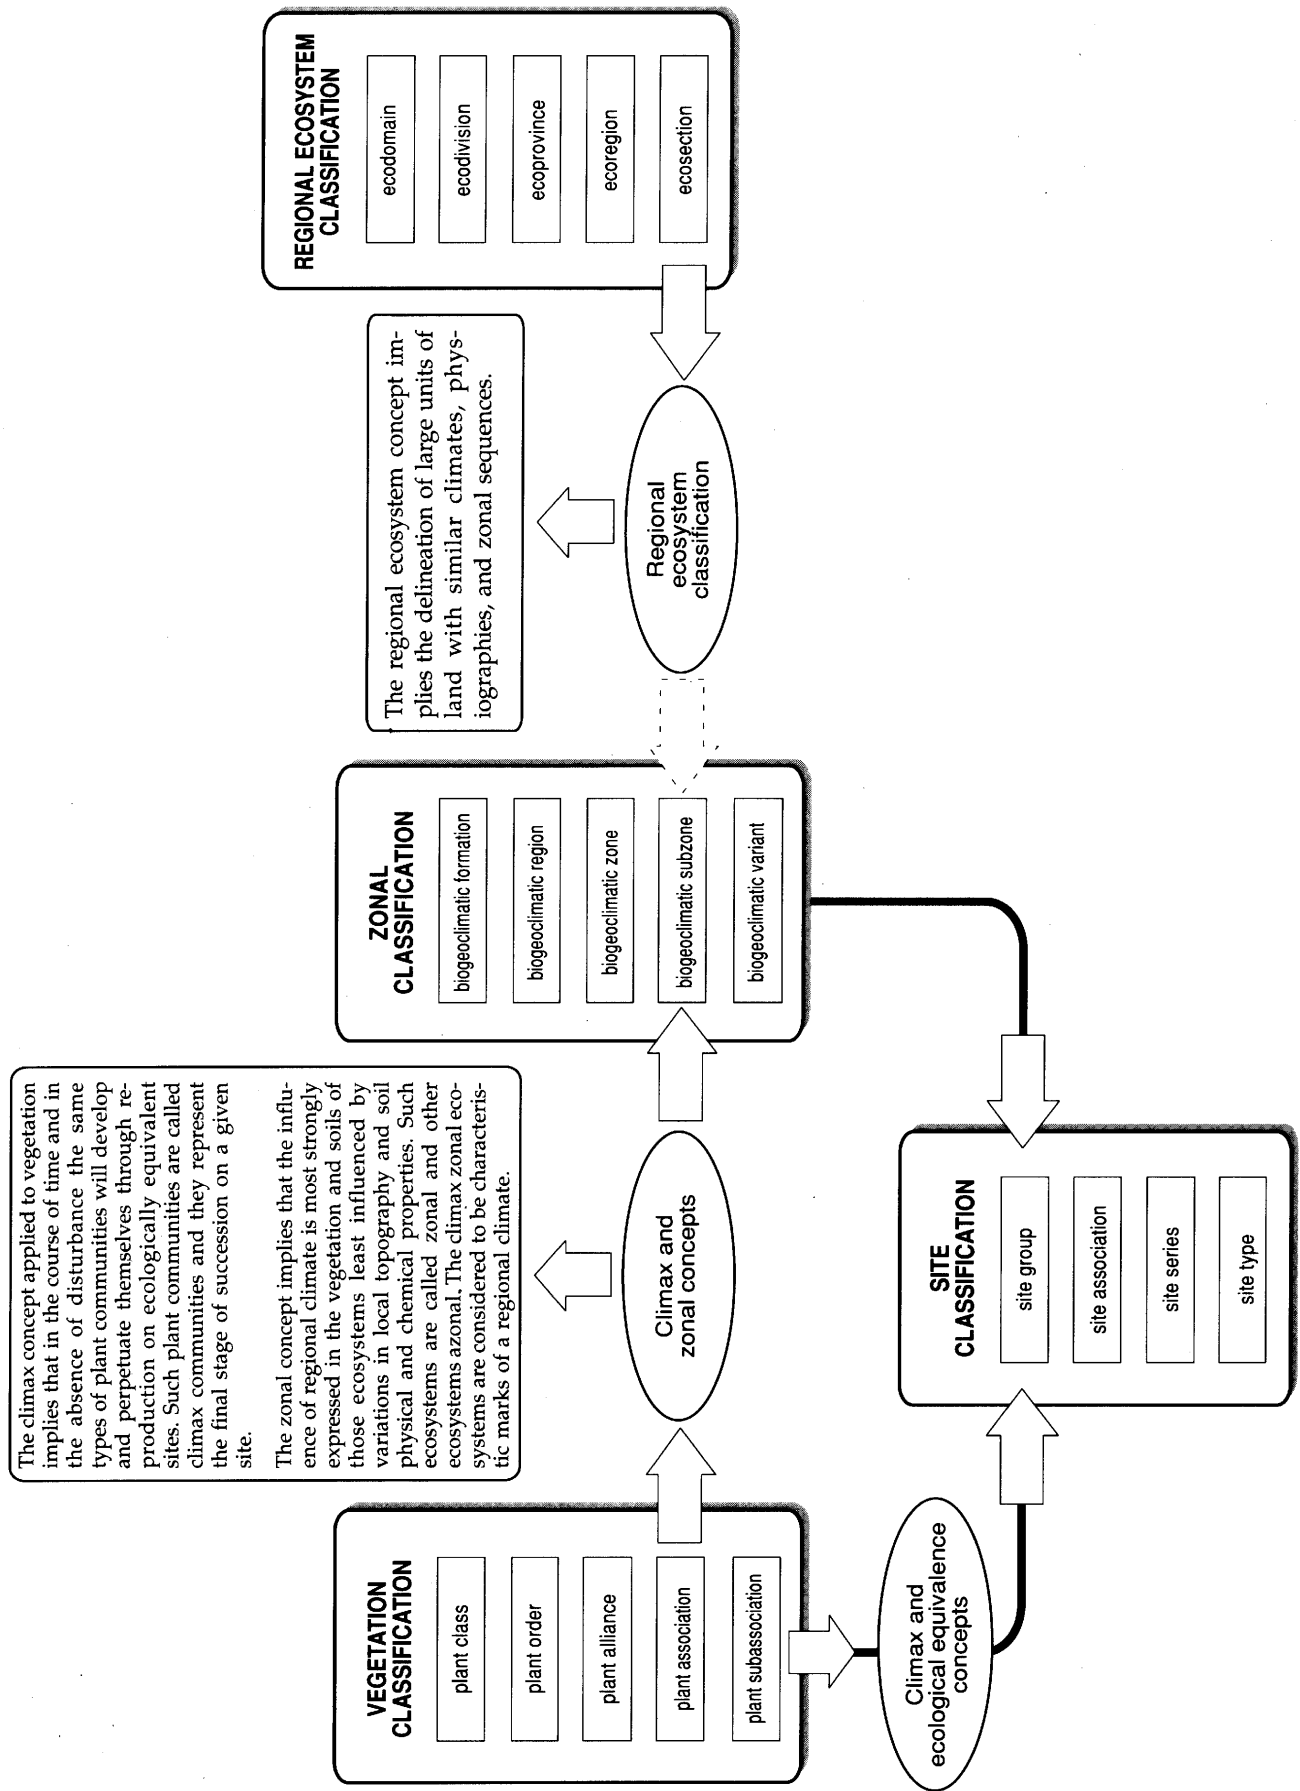 The climax concept applied to vegetation
implies that in the course of time and in
the absence of disturbance the same
types of plant communities will develop
and perpetuate themselves through re-
production on ecologically equivalent
sites. Such plant communities are called
climax communities and they represent
the final stage of succession on a given
site.
The zonal concept implies that the influ-
ence of regional climate is most strongly
expressed in the vegetation and soils of
those ecosystems least influenced by
variations in local topography and soil
physical and chemical properties. Such
ecosystems are called zonal and other
ecosystems azonal. The climax zonal eco-
systems are considered to be characteris-
tic marks of a regional climate.
The regional ecosystem concept im-
plies the delineation of large units of
land with similar climates, phys-
iographies, and zonal sequences.
VEGETATION
CLASSIFICATION
plant class
plant order
plant alliance
plant association
plant subassociation
Climax and
zonal concepts
ZONAL
CLASSIFICATION
biogeoclimatic formation
biogeoclimatic region
biogeoclimatic zone
biogeoclimatic subzone
biogeoclimatic variant
Regional
ecosystem
classification
REGIONAL ECOSYSTEM
CLASSIFICATION
ecodomain
ecodivision
ecoprovince
ecoregion
ecosection
Climax and
ecological equivalence
concepts
SITE
CLASSIFICATION
site group
site association
site series
site type